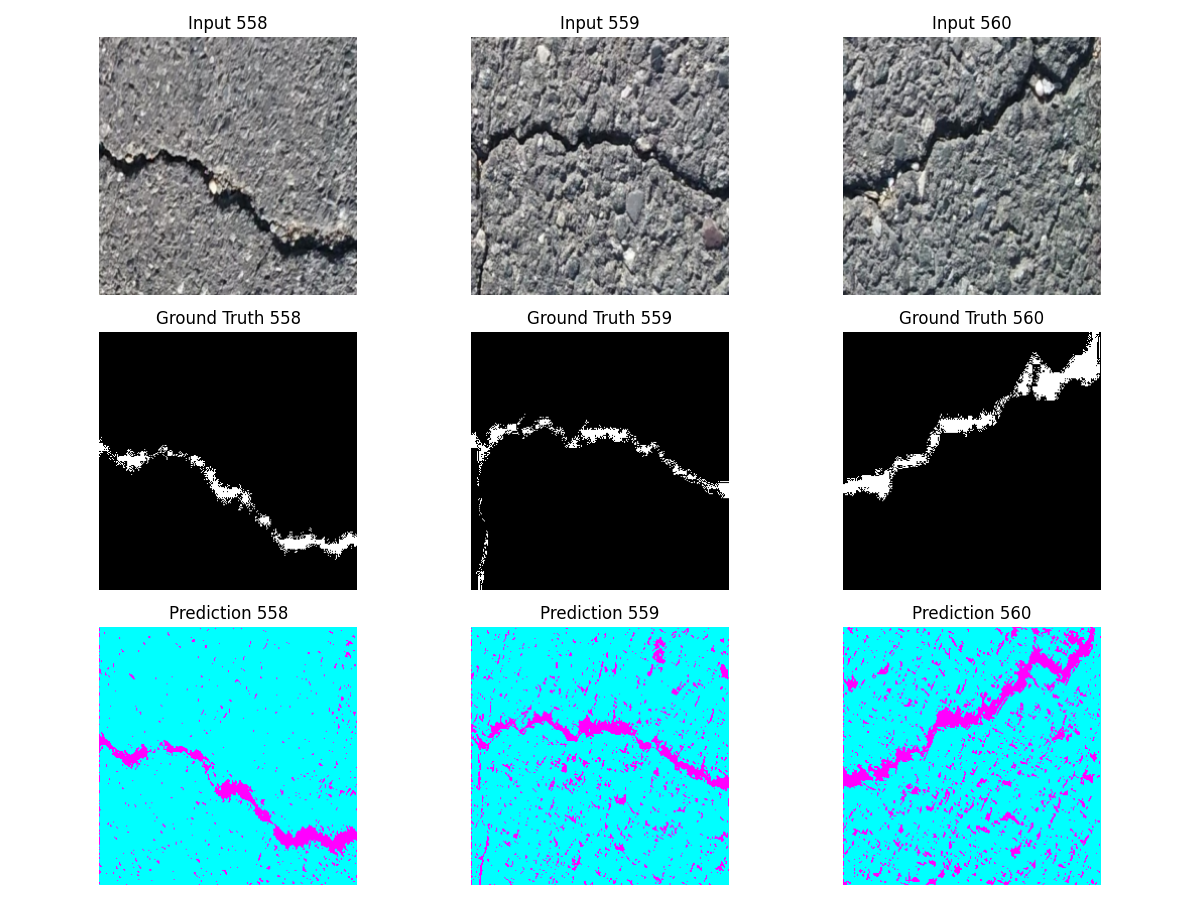 Input 558
Input 559
Input 560
Ground Truth 558
Ground Truth 559
Ground Truth 560
Prediction 558
Prediction 559
Prediction 560